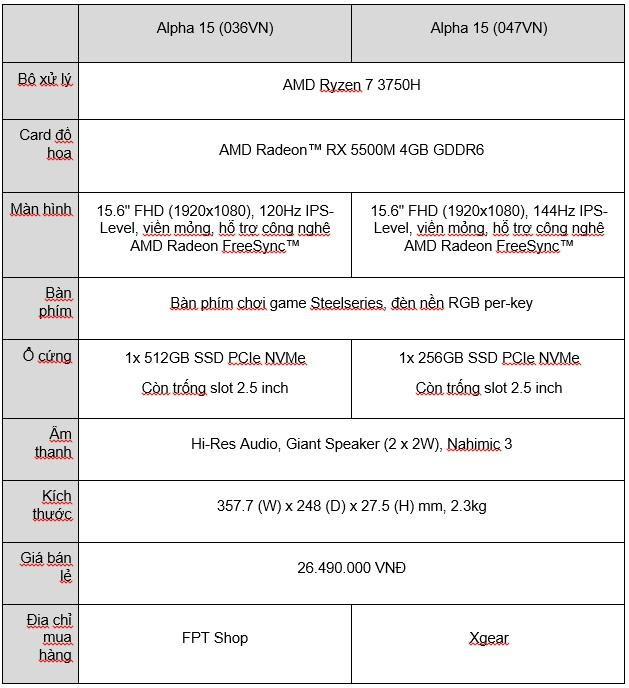 Alpha 15 (036VN)
Alpha 15 (047VN)
Bộ xử lý
AMD Ryzen 7 3750H
Card đồ
họa
AMD Radeon™ RX 5500M 4GB GDDR6
Màn hình
15.6" FHD (1920x1080), 120Hz IPS-
Level, viền mỏng, hỗ trợ công nghệ
AMD Radeon FreeSync™
15.6" FHD (1920x1080), 144Hz IPS-
Level, viền mỏng, hỗ trợ công nghệ
AMD Radeon FreeSync™
Bàn
phím
Bàn phím chơi game Steelseries, đèn nền RGB per-key
Ổ cứng
1x 512GB SSD PCIe NVMe
Còn trống slot 2.5 inch
1x 256GB SSD PCIe NVMe
Còn trống slot 2.5 inch
Âm
thanh
Hi-Res Audio, Giant Speaker (2 x 2W), Nahimic 3
Kích
thước
357.7 (W) x 248 (D) x 27.5 (H) mm, 2.3kg
Giá bán
lẻ
26.490.000 VNĐ
Địa chỉ
mua
hàng
FPT Shop
Xgear